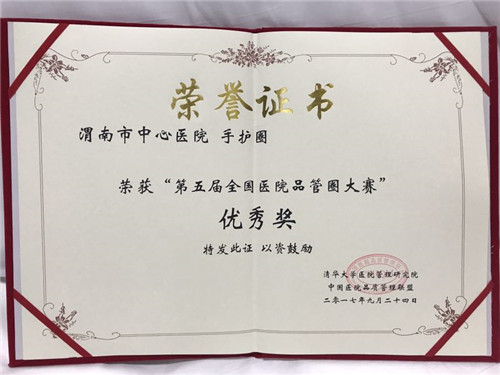 荣誉证书
渭南市中心医院 手护圈
荣获“第五届全国医院品管圈大赛”
优秀奖
特发此证 以资鼓励
清华大学医院管理研究院
中国医院品质管理联盟
二〇一七年九月二十四日